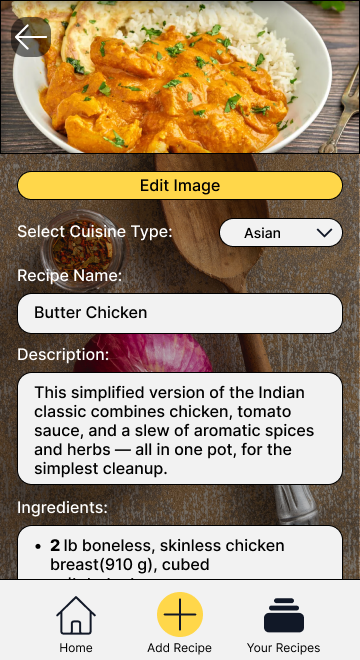 Edit Image
Select Cuisine Type:
Asian
Recipe Name:
Butter Chicken
Description:
This simplified version of the Indian
classic combines chicken, tomato
sauce, and a slew of aromatic spices
and herbs — all in one pot, for the
simplest cleanup.
Ingredients:
• 2 lb boneless, skinless chicken
breast(910 g), cubed
Home
Add Recipe
Your Recipes